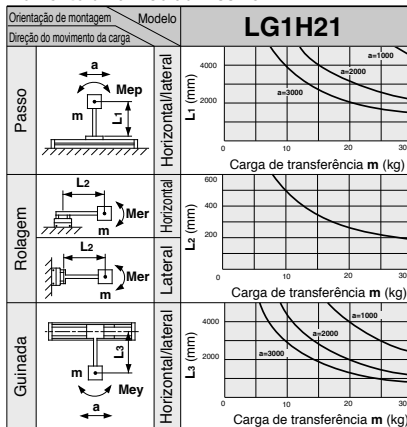 Orientação de montagem
Modelo
Direção do movimento da carga
LG1H21
Passo
a
Mep
m
L1
Horizontal/lateral
L1 (mm)
4000
2000
a=1000
a=2000
a=3000
0
10
20
30
Carga de transferência m (kg)
Rolagem
L2
Mer
m
Horizontal
L2
Mer
m
Lateral
L2 (mm)
600
400
200
0
10
20
30
Carga de transferência m (kg)
Guinada
L3
m
Mey
a
Horizontal/lateral
L3 (mm)
4000
2000
a=1000
a=2000
a=3000
0
10
20
30
Carga de transferência m (kg)